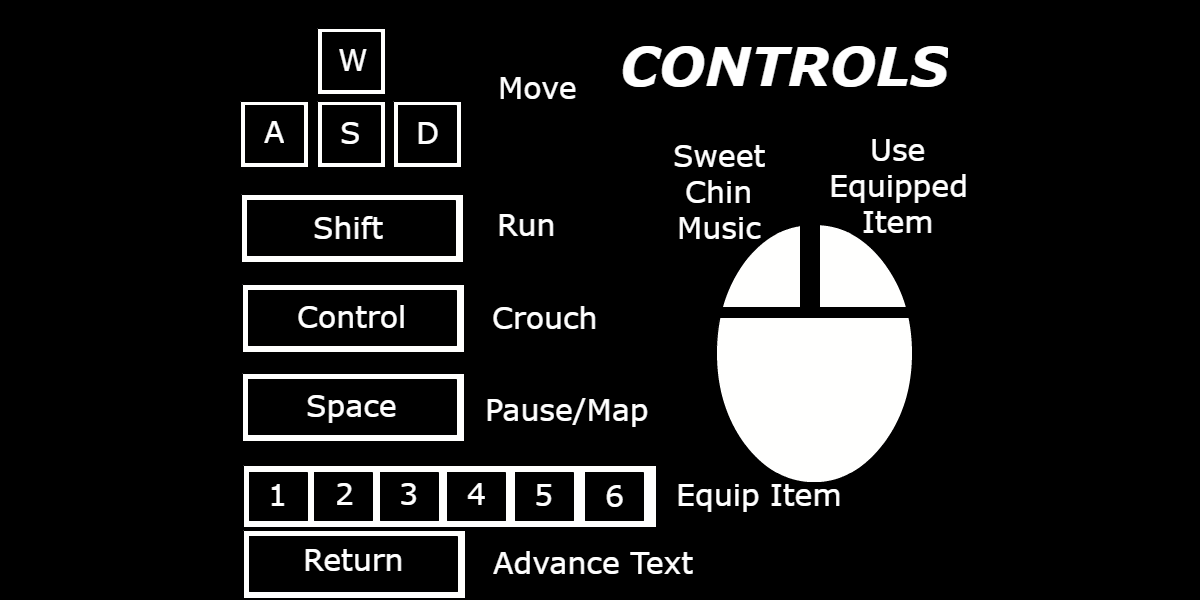 CONTROLS
W
A S D
Move
Shift
Run
Control
Crouch
Space
Pause/Map
1 2 3 4 5 6
Equip Item
Return
Advance Text
Sweet
Chin
Music
Use
Equipped
Item